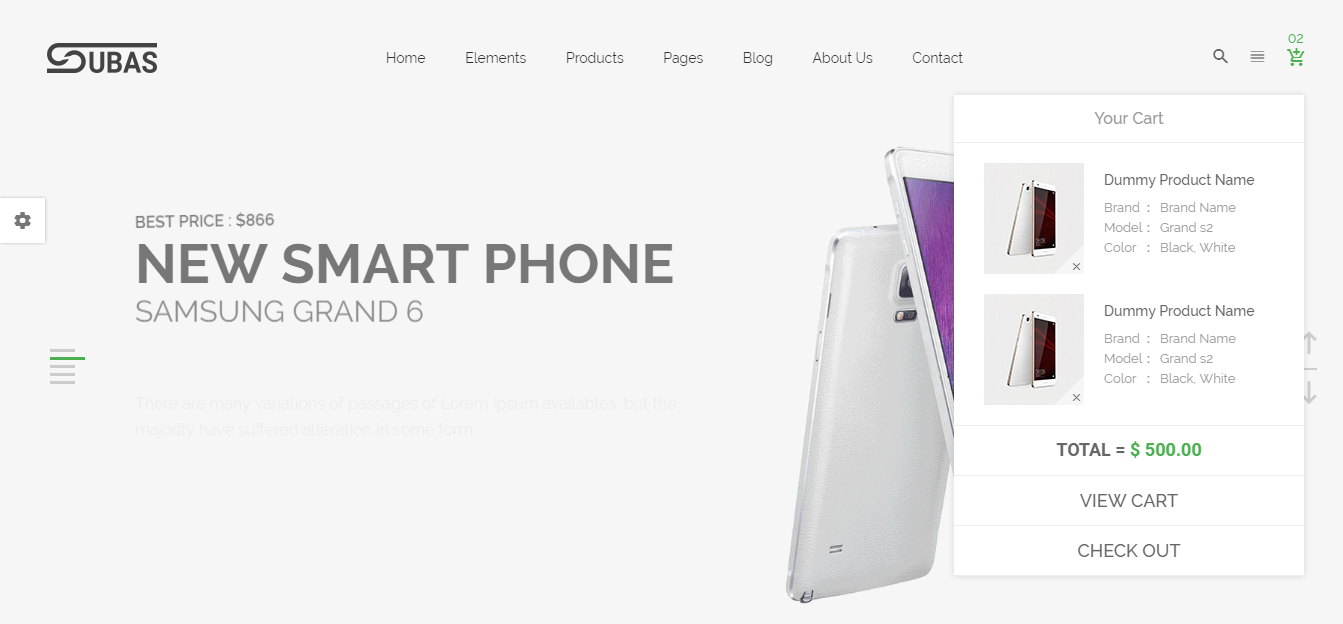 SUBAS
Home Elements Products Pages Blog About Us Contact
02
Your Cart
Dummy Product Name
Brand : Brand Name
Model : Grand s2
Color : Black, White
Dummy Product Name
Brand : Brand Name
Model : Grand s2
Color : Black, White
TOTAL = $ 500.00
VIEW CART
CHECK OUT
BEST PRICE : $866
NEW SMART PHONE
SAMSUNG GRAND 6
There are many variations of passages of Lorem Ipsum availables, but the
majority have suffered alteration in some form